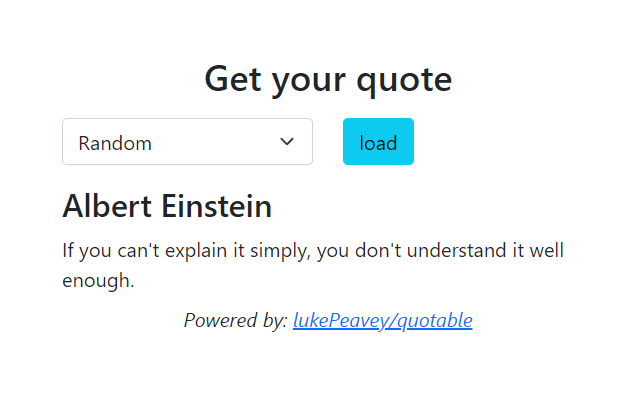 Get your quote
Random
load
Albert Einstein
If you can't explain it simply, you don't understand it well
enough.
Powered by: lukePeavey/quotable